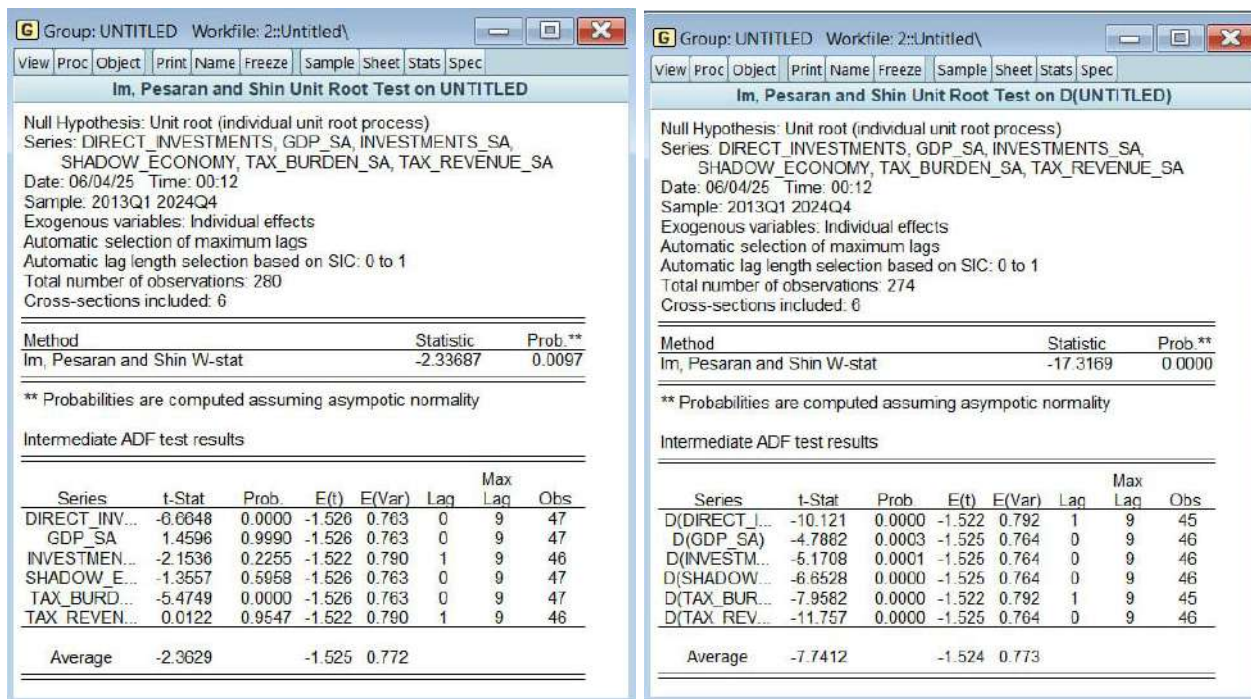 Group: UNTITLED Workfile: 2::Untitled\
View Proc Object Print Name Freeze Sample Sheet Stats Spec
Im, Pesaran and Shin Unit Root Test on UNTITLED
Null Hypothesis: Unit root (individual unit root process)
Series: DIRECT_INVESTMENTS, GDP_SA, INVESTMENTS_SA,
SHADOW_ECONOMY, TAX_BURDEN_SA, TAX_REVENUE_SA
Date: 06/04/25 Time: 00:12
Sample: 2013Q1 2024Q4
Exogenous variables: Individual effects
Automatic selection of maximum lags
Automatic lag length selection based on SIC: 0 to 1
Total number of observations: 280
Cross-sections included: 6
Method Statistic Prob.**
Im, Pesaran and Shin W-stat -2.33687 0.0097
** Probabilities are computed assuming asympotic normality
Intermediate ADF test results
Max
Series t-Stat Prob. E(t) E(Var) Lag Lag Obs
DIRECT_INV... -6.6648 0.0000 -1.526 0.763 0 9 47
GDP_SA 1.4596 0.9990 -1.526 0.763 0 9 47
INVESTMEN... -2.1536 0.2255 -1.522 0.790 1 9 46
SHADOW_E... -1.3557 0.5958 -1.526 0.763 0 9 47
TAX_BURD... -5.4749 0.0000 -1.526 0.763 0 9 47
TAX_REVEN... 0.0122 0.9547 -1.522 0.790 1 9 46
Average -2.3629 -1.525 0.772
Group: UNTITLED Workfile: 2::Untitled\
View Proc Object Print Name Freeze Sample Sheet Stats Spec
Im, Pesaran and Shin Unit Root Test on D(UNTITLED)
Null Hypothesis: Unit root (individual unit root process)
Series: DIRECT_INVESTMENTS, GDP_SA, INVESTMENTS_SA,
SHADOW_ECONOMY, TAX_BURDEN_SA, TAX_REVENUE_SA
Date: 06/04/25 Time: 00:12
Sample: 2013Q1 2024Q4
Exogenous variables: Individual effects
Automatic selection of maximum lags
Automatic lag length selection based on SIC: 0 to 1
Total number of observations: 274
Cross-sections included: 6
Method Statistic Prob.**
Im, Pesaran and Shin W-stat -17.3169 0.0000
** Probabilities are computed assuming asympotic normality
Intermediate ADF test results
Max
Series t-Stat Prob. E(t) E(Var) Lag Lag Obs
D(DIRECT_I... -10.121 0.0000 -1.522 0.792 1 9 45
D(GDP_SA) -4.7882 0.0003 -1.525 0.764 0 9 46
D(INVESTM... -5.1708 0.0001 -1.525 0.764 0 9 46
D(SHADOW... -6.6528 0.0000 -1.525 0.764 0 9 46
D(TAX_BUR... -7.9582 0.0000 -1.522 0.792 1 9 45
D(TAX_REV... -11.757 0.0000 -1.525 0.764 0 9 46
Average -7.7412 -1.524 0.773